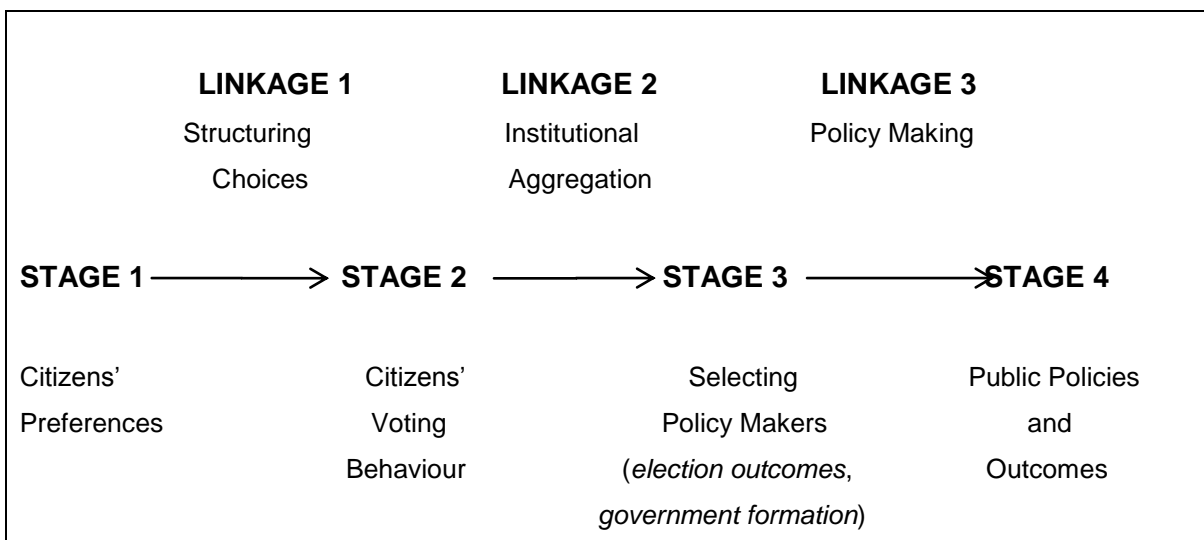 LINKAGE 1 LINKAGE 2 LINKAGE 3
Structuring Institutional Policy Making
Choices Aggregation
STAGE 1 STAGE 2 STAGE 3 STAGE 4
Citizens’ Citizens’ Selecting Public Policies
Preferences Voting Policy Makers and
Behaviour (election outcomes, Outcomes
government formation)